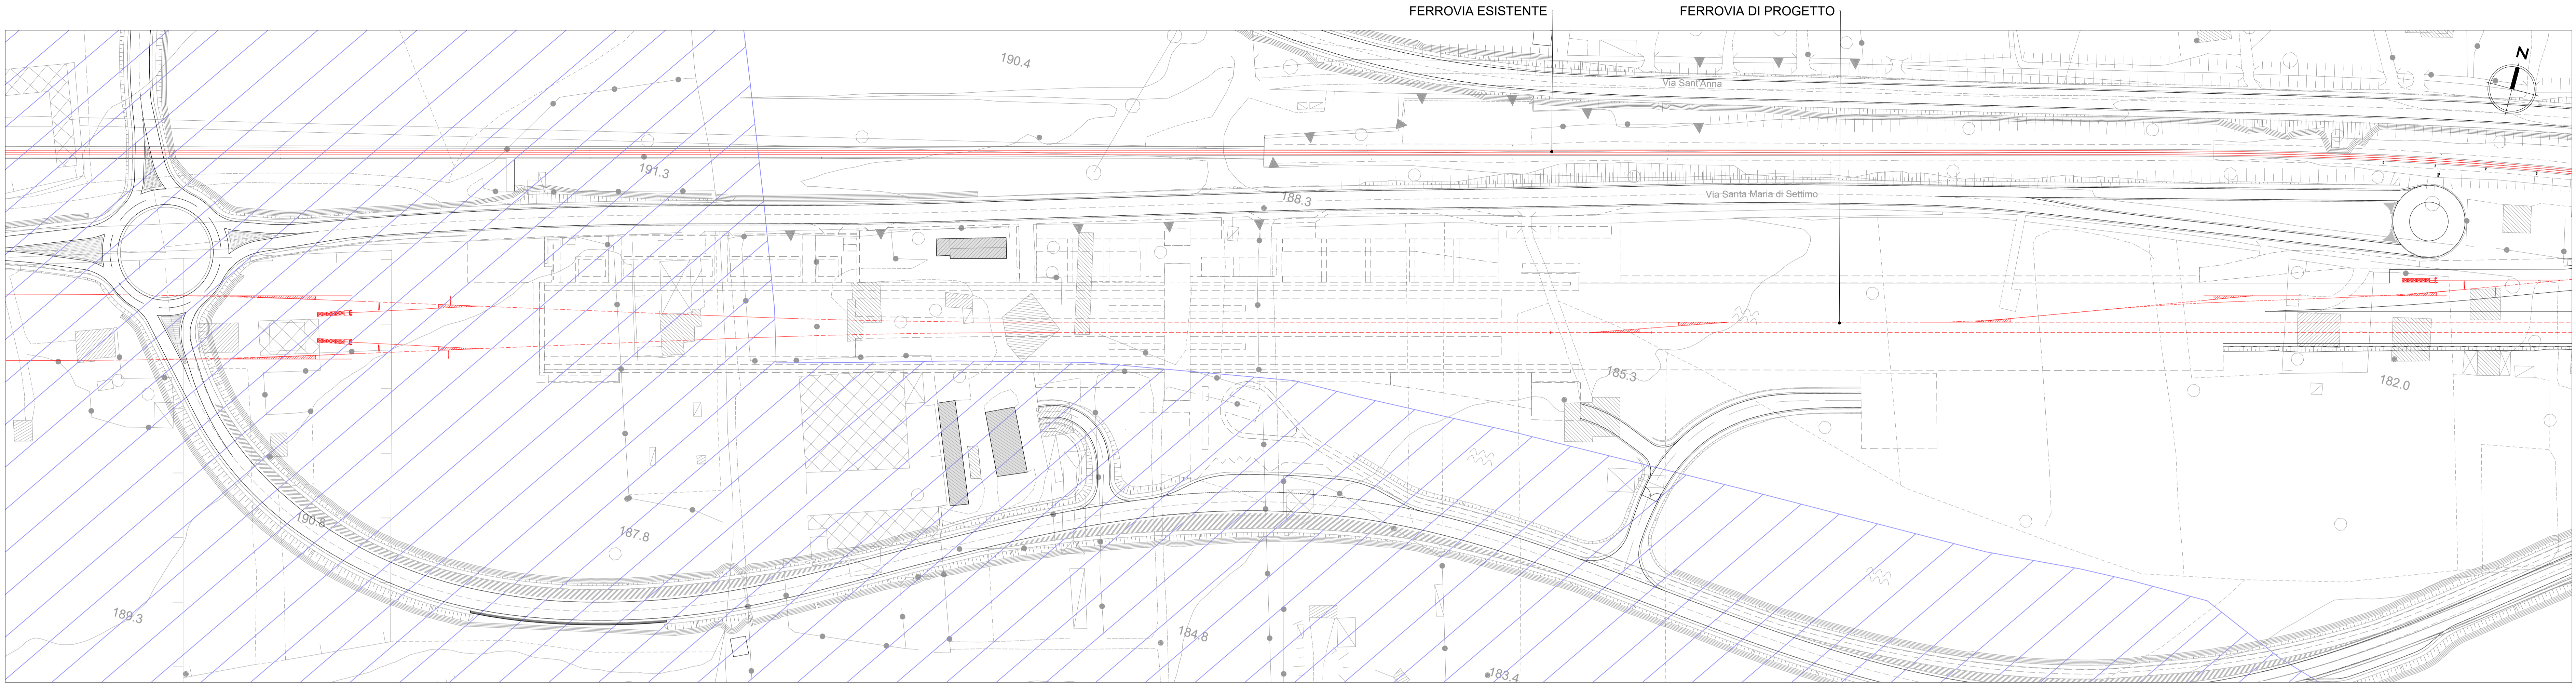 FERROVIA ESISTENTE
FERROVIA DI PROGETTO
190.4
N
Via Sant'Anna
191.3
188.3
Via Santa Maria di Settimo
185.3
182.0
190.8
187.8
189.3
184.8
183.4